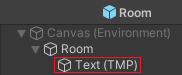 Room
Canvas (Environment)
Room
Text (TMP)